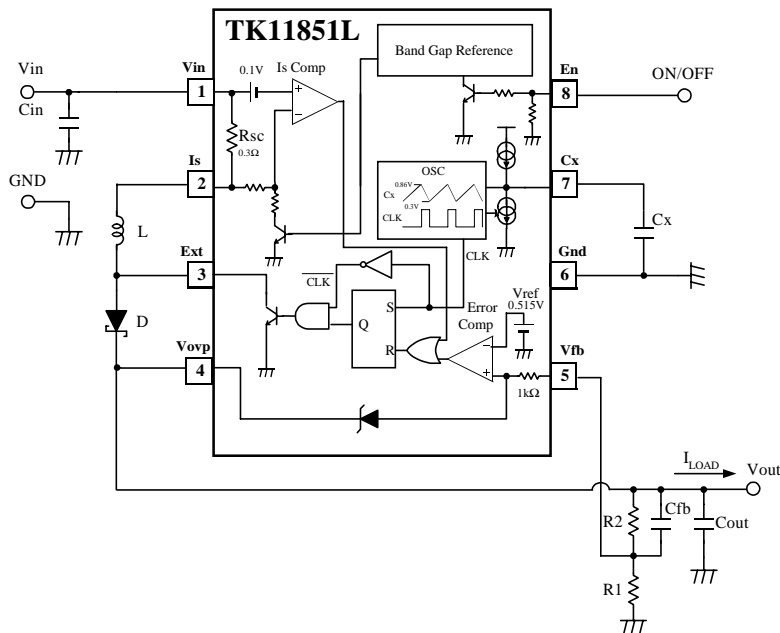 TK11851L
Band Gap Reference
Vin
Cin
Vin
1
0.1V
Is Comp
+
−
Rsc
0.3Ω
En
8
ON/OFF
Is
2
GND
L
OSC
Cx
0.86V
0.3V
CLK
Cx
7
Cx
Ext
3
CLK
CLK
Gnd
6
D
S
Q
R
Error
Comp
Vref
0.515V
−
+
Vovp
4
1kΩ
Vfb
5
I_LOAD
Vout
R2
Cfb
Cout
R1